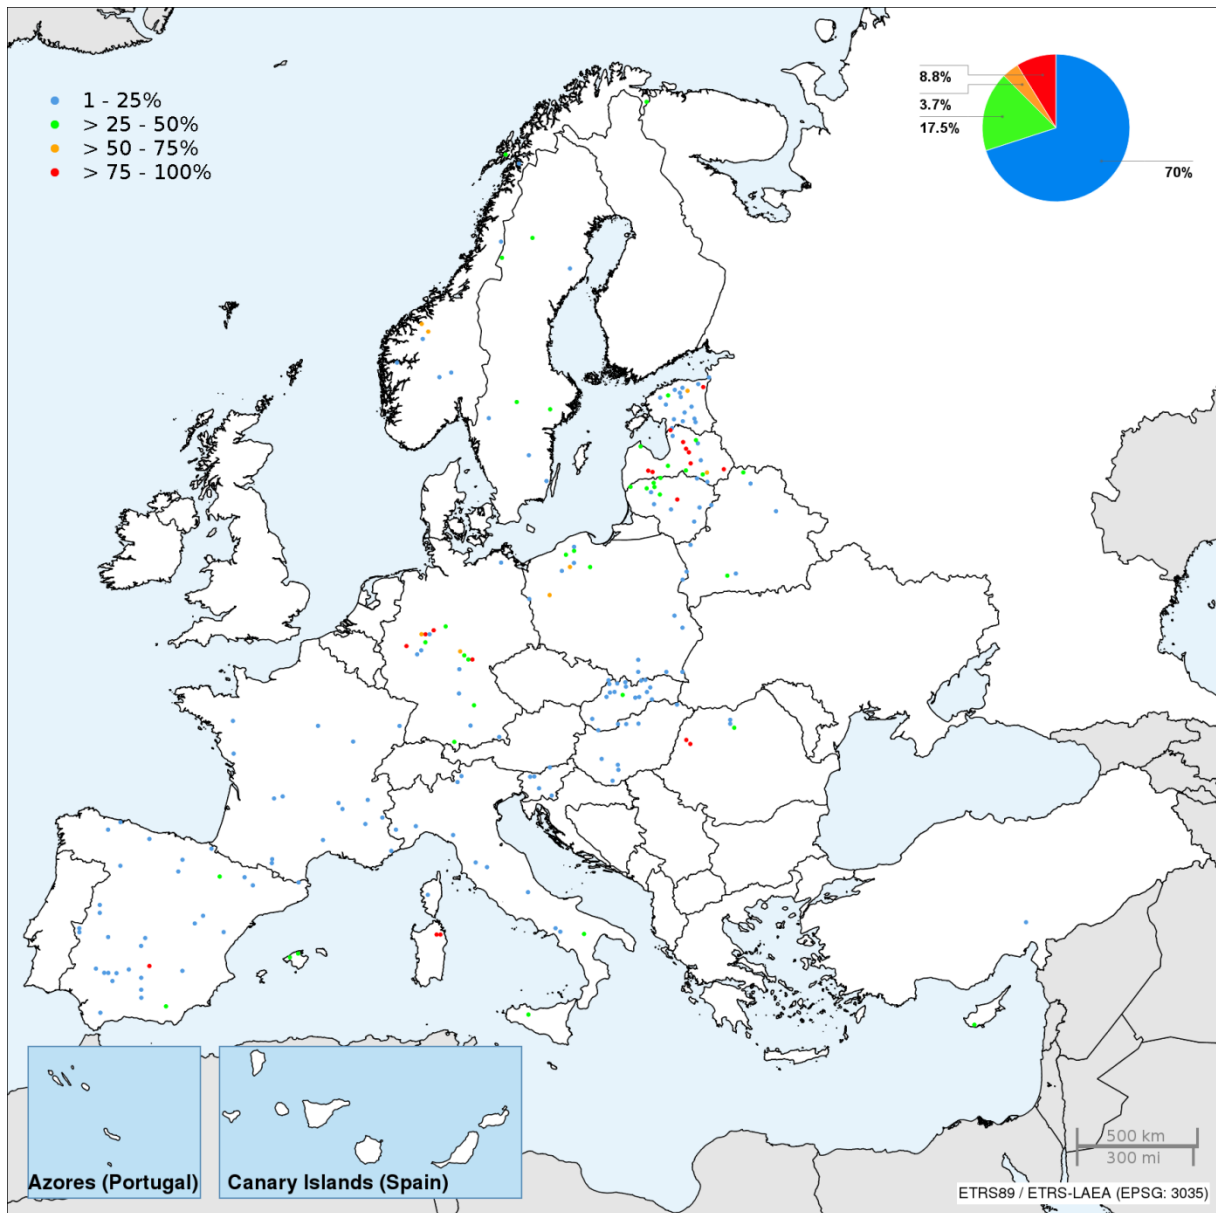 1 - 25%
> 25 - 50%
> 50 - 75%
> 75 - 100%
8.8%
3.7%
17.5%
70%
Azores (Portugal)
Canary Islands (Spain)
500 km
300 mi
ETRS89 / ETRS-LAEA (EPSG: 3035)